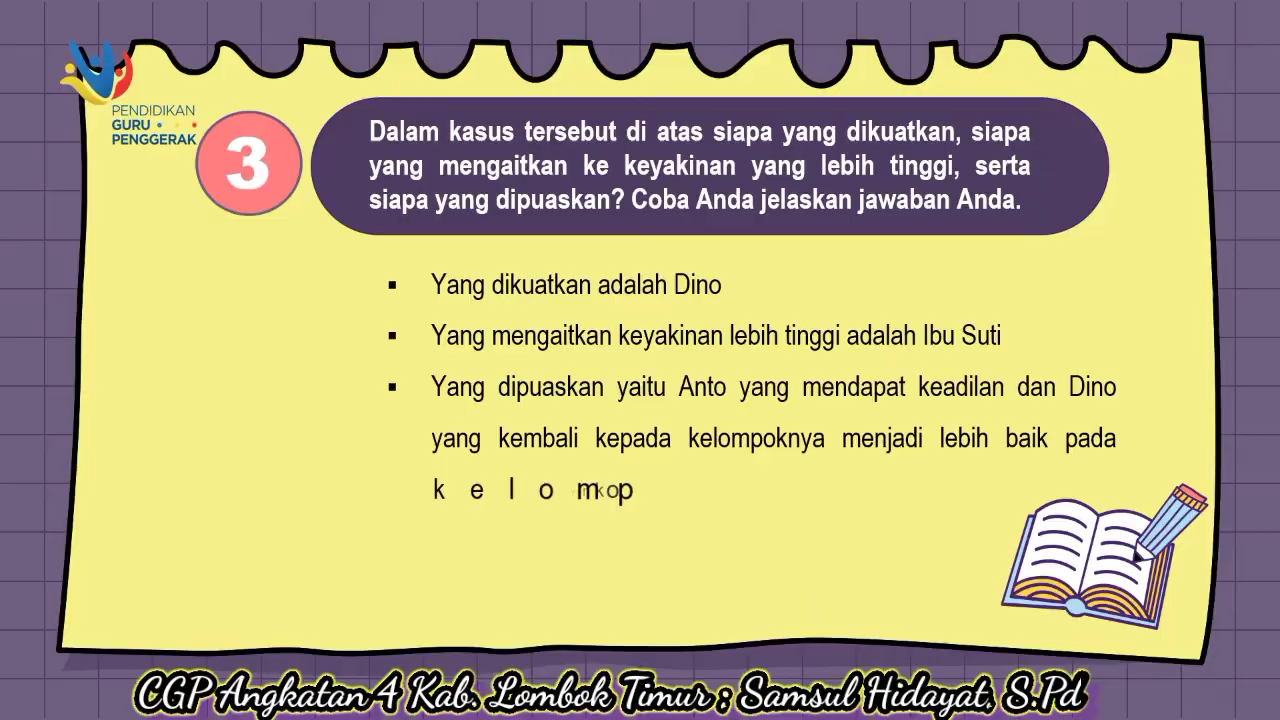 PENDIDIKAN
GURU
PENGGERAK
3
Dalam kasus tersebut di atas siapa yang dikuatkan, siapa
yang mengaitkan ke keyakinan yang lebih tinggi, serta
siapa yang dipuaskan? Coba Anda jelaskan jawaban Anda.
▪ Yang dikuatkan adalah Dino
▪ Yang mengaitkan keyakinan lebih tinggi adalah Ibu Suti
▪ Yang dipuaskan yaitu Anto yang mendapat keadilan dan Dino
yang kembali kepada kelompoknya menjadi lebih baik pada
k e l o m p
CGP Angkatan 4 Kab. Lombok Timur : Samsul Hidayat, S.Pd